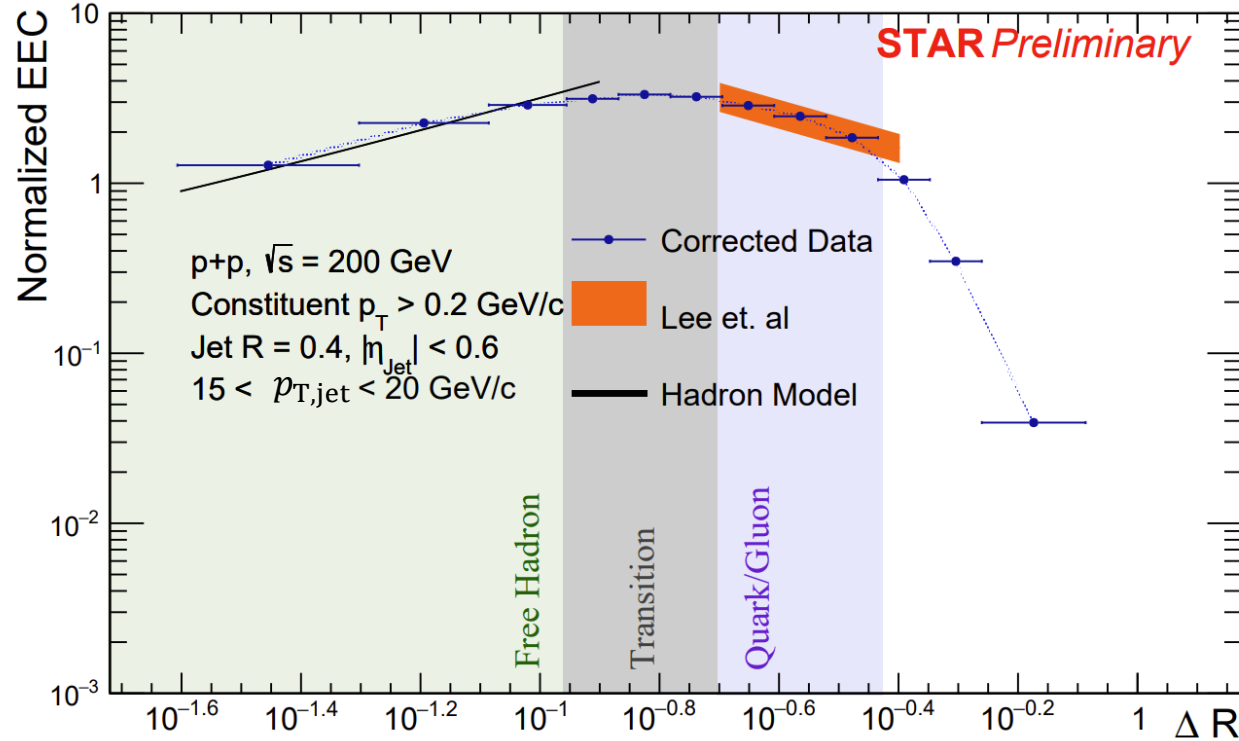 STAR Preliminary
Normalized EEC
10
1
10⁻¹
10⁻²
10⁻³
p+p, √s = 200 GeV
Constituent p_T > 0.2 GeV/c
Jet R = 0.4, |η_Jet| < 0.6
15 < p_T,jet < 20 GeV/c
Corrected Data
Lee et. al
Hadron Model
Free Hadron
Transition
Quark/Gluon
10⁻¹·⁶ 10⁻¹·⁴ 10⁻¹·² 10⁻¹ 10⁻⁰·⁸ 10⁻⁰·⁶ 10⁻⁰·⁴ 10⁻⁰·² 1 Δ R